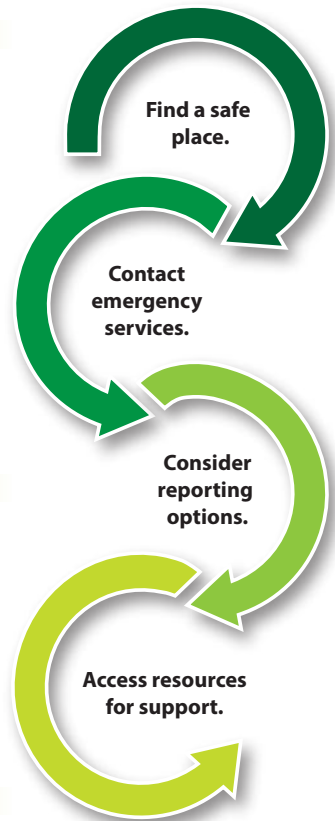 Find a safe
place.
Contact
emergency
services.
Consider
reporting
options.
Access resources
for support.